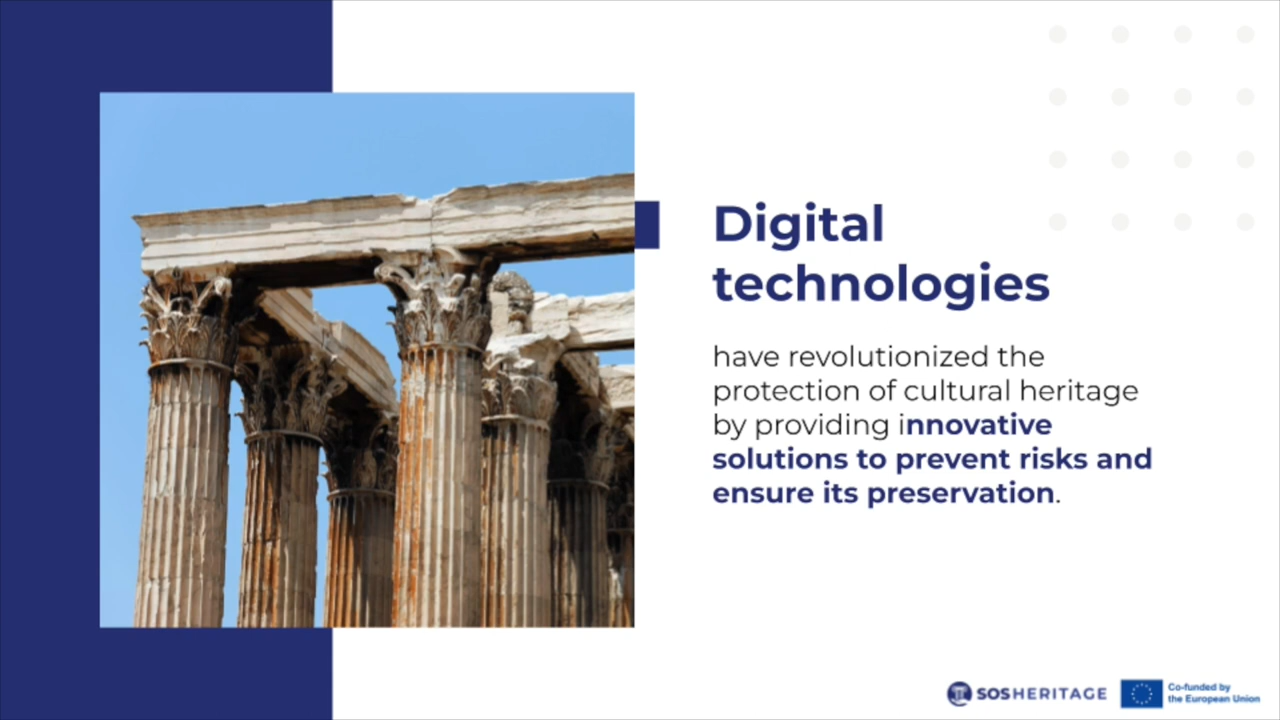 Digital
technologies
have revolutionized the
protection of cultural heritage
by providing innovative
solutions to prevent risks and
ensure its preservation.
SOSHERITAGE
Co-funded by
the European Union